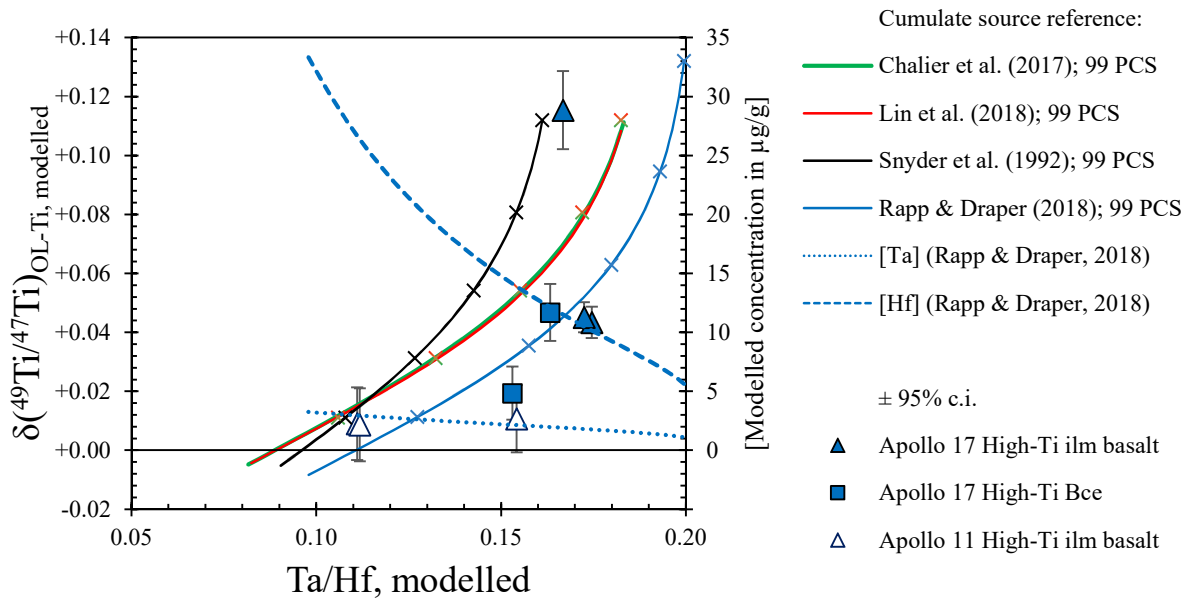 Cumulate source reference:
Chalier et al. (2017); 99 PCS
Lin et al. (2018); 99 PCS
Snyder et al. (1992); 99 PCS
Rapp & Draper (2018); 99 PCS
[Ta] (Rapp & Draper, 2018)
[Hf] (Rapp & Draper, 2018)
± 95% c.i.
Apollo 17 High-Ti ilm basalt
Apollo 17 High-Ti Bce
Apollo 11 High-Ti ilm basalt
δ(⁴⁹Ti/⁴⁷Ti)OL-Ti, modelled
+0.14
+0.12
+0.10
+0.08
+0.06
+0.04
+0.02
+0.00
-0.02
35
30
25
20
15
10
5
0
[Modelled concentration in µg/g]
0.05
0.10
0.15
0.20
Ta/Hf, modelled